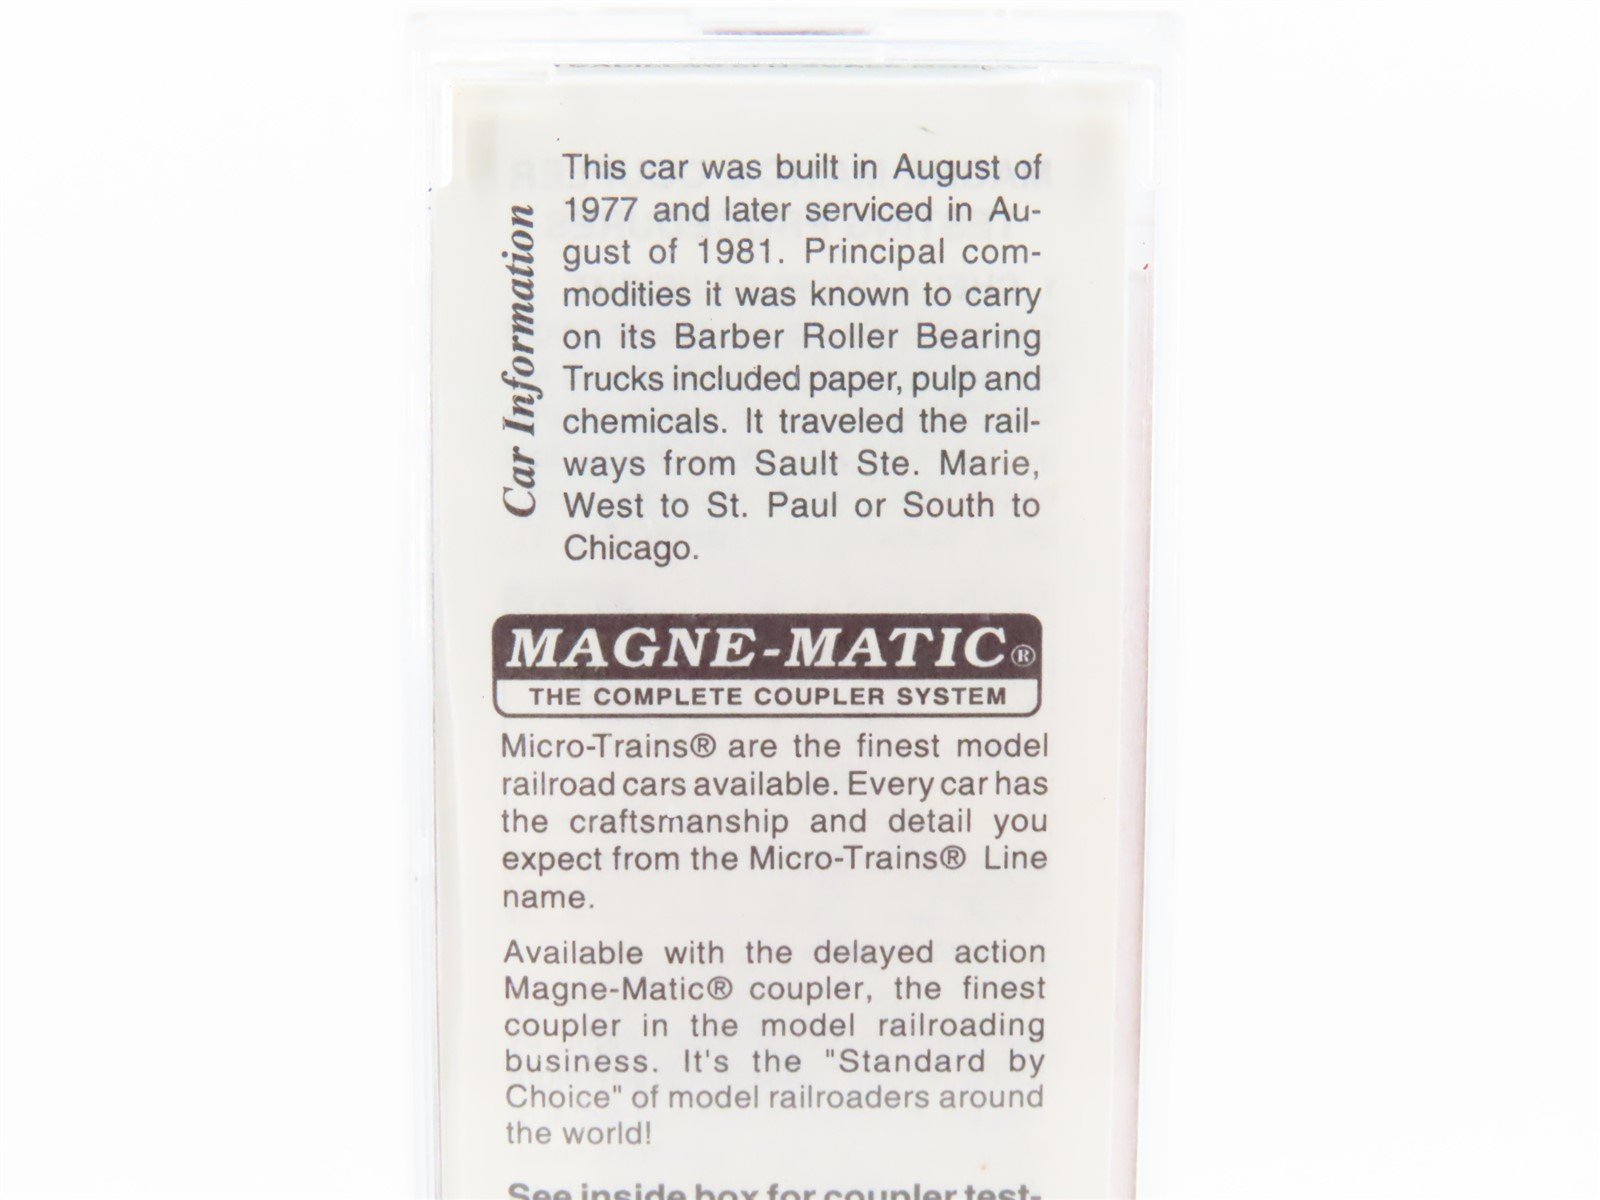 This car was built in August of
1977 and later serviced in Au-
gust of 1981. Principal com-
modities it was known to carry
on its Barber Roller Bearing
Trucks included paper, pulp and
chemicals. It traveled the rail-
ways from Sault Ste. Marie,
West to St. Paul or South to
Chicago.
Car Information
MAGNE-MATIC®
THE COMPLETE COUPLER SYSTEM
Micro-Trains® are the finest model
railroad cars available. Every car has
the craftsmanship and detail you
expect from the Micro-Trains® Line
name.
Available with the delayed action
Magne-Matic® coupler, the finest
coupler in the model railroading
business. It's the "Standard by
Choice" of model railroaders around
the world!
See inside box for coupler test-